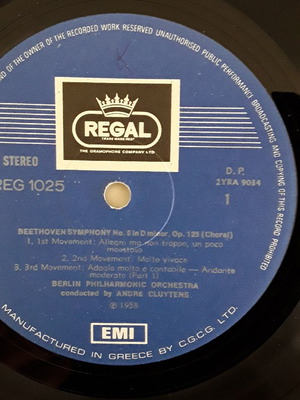 ND OF THE OWNER OF THE RECORDED WORK RESERVED UNAUTHORISED PUBLIC PERFORMANCE BROADCASTING AND COPYING OF THIS RECORD PROHIBITED
K
REGAL
TRADE MARK REGD
THE GRAMOPHONE COMPANY LTD.
STEREO
REG 1025
D. P.
2YRA 9034
1
BEETHOVEN SYMPHONY No. 9 in D minor, Op. 125 (Choral)
1. 1st Movement: Allegro ma non troppo, un poco
maestoso
2. 2nd Movement: Molto vivace
3. 3rd Movement: Adagio molto e cantabile — Andante
moderato (Part 1)
BERLIN PHILHARMONIC ORCHESTRA
conducted by ANDRE CLUYTENS
℗ 1958
EMI
MANUFACTURED IN GREECE BY C.G.C.G. LTD.